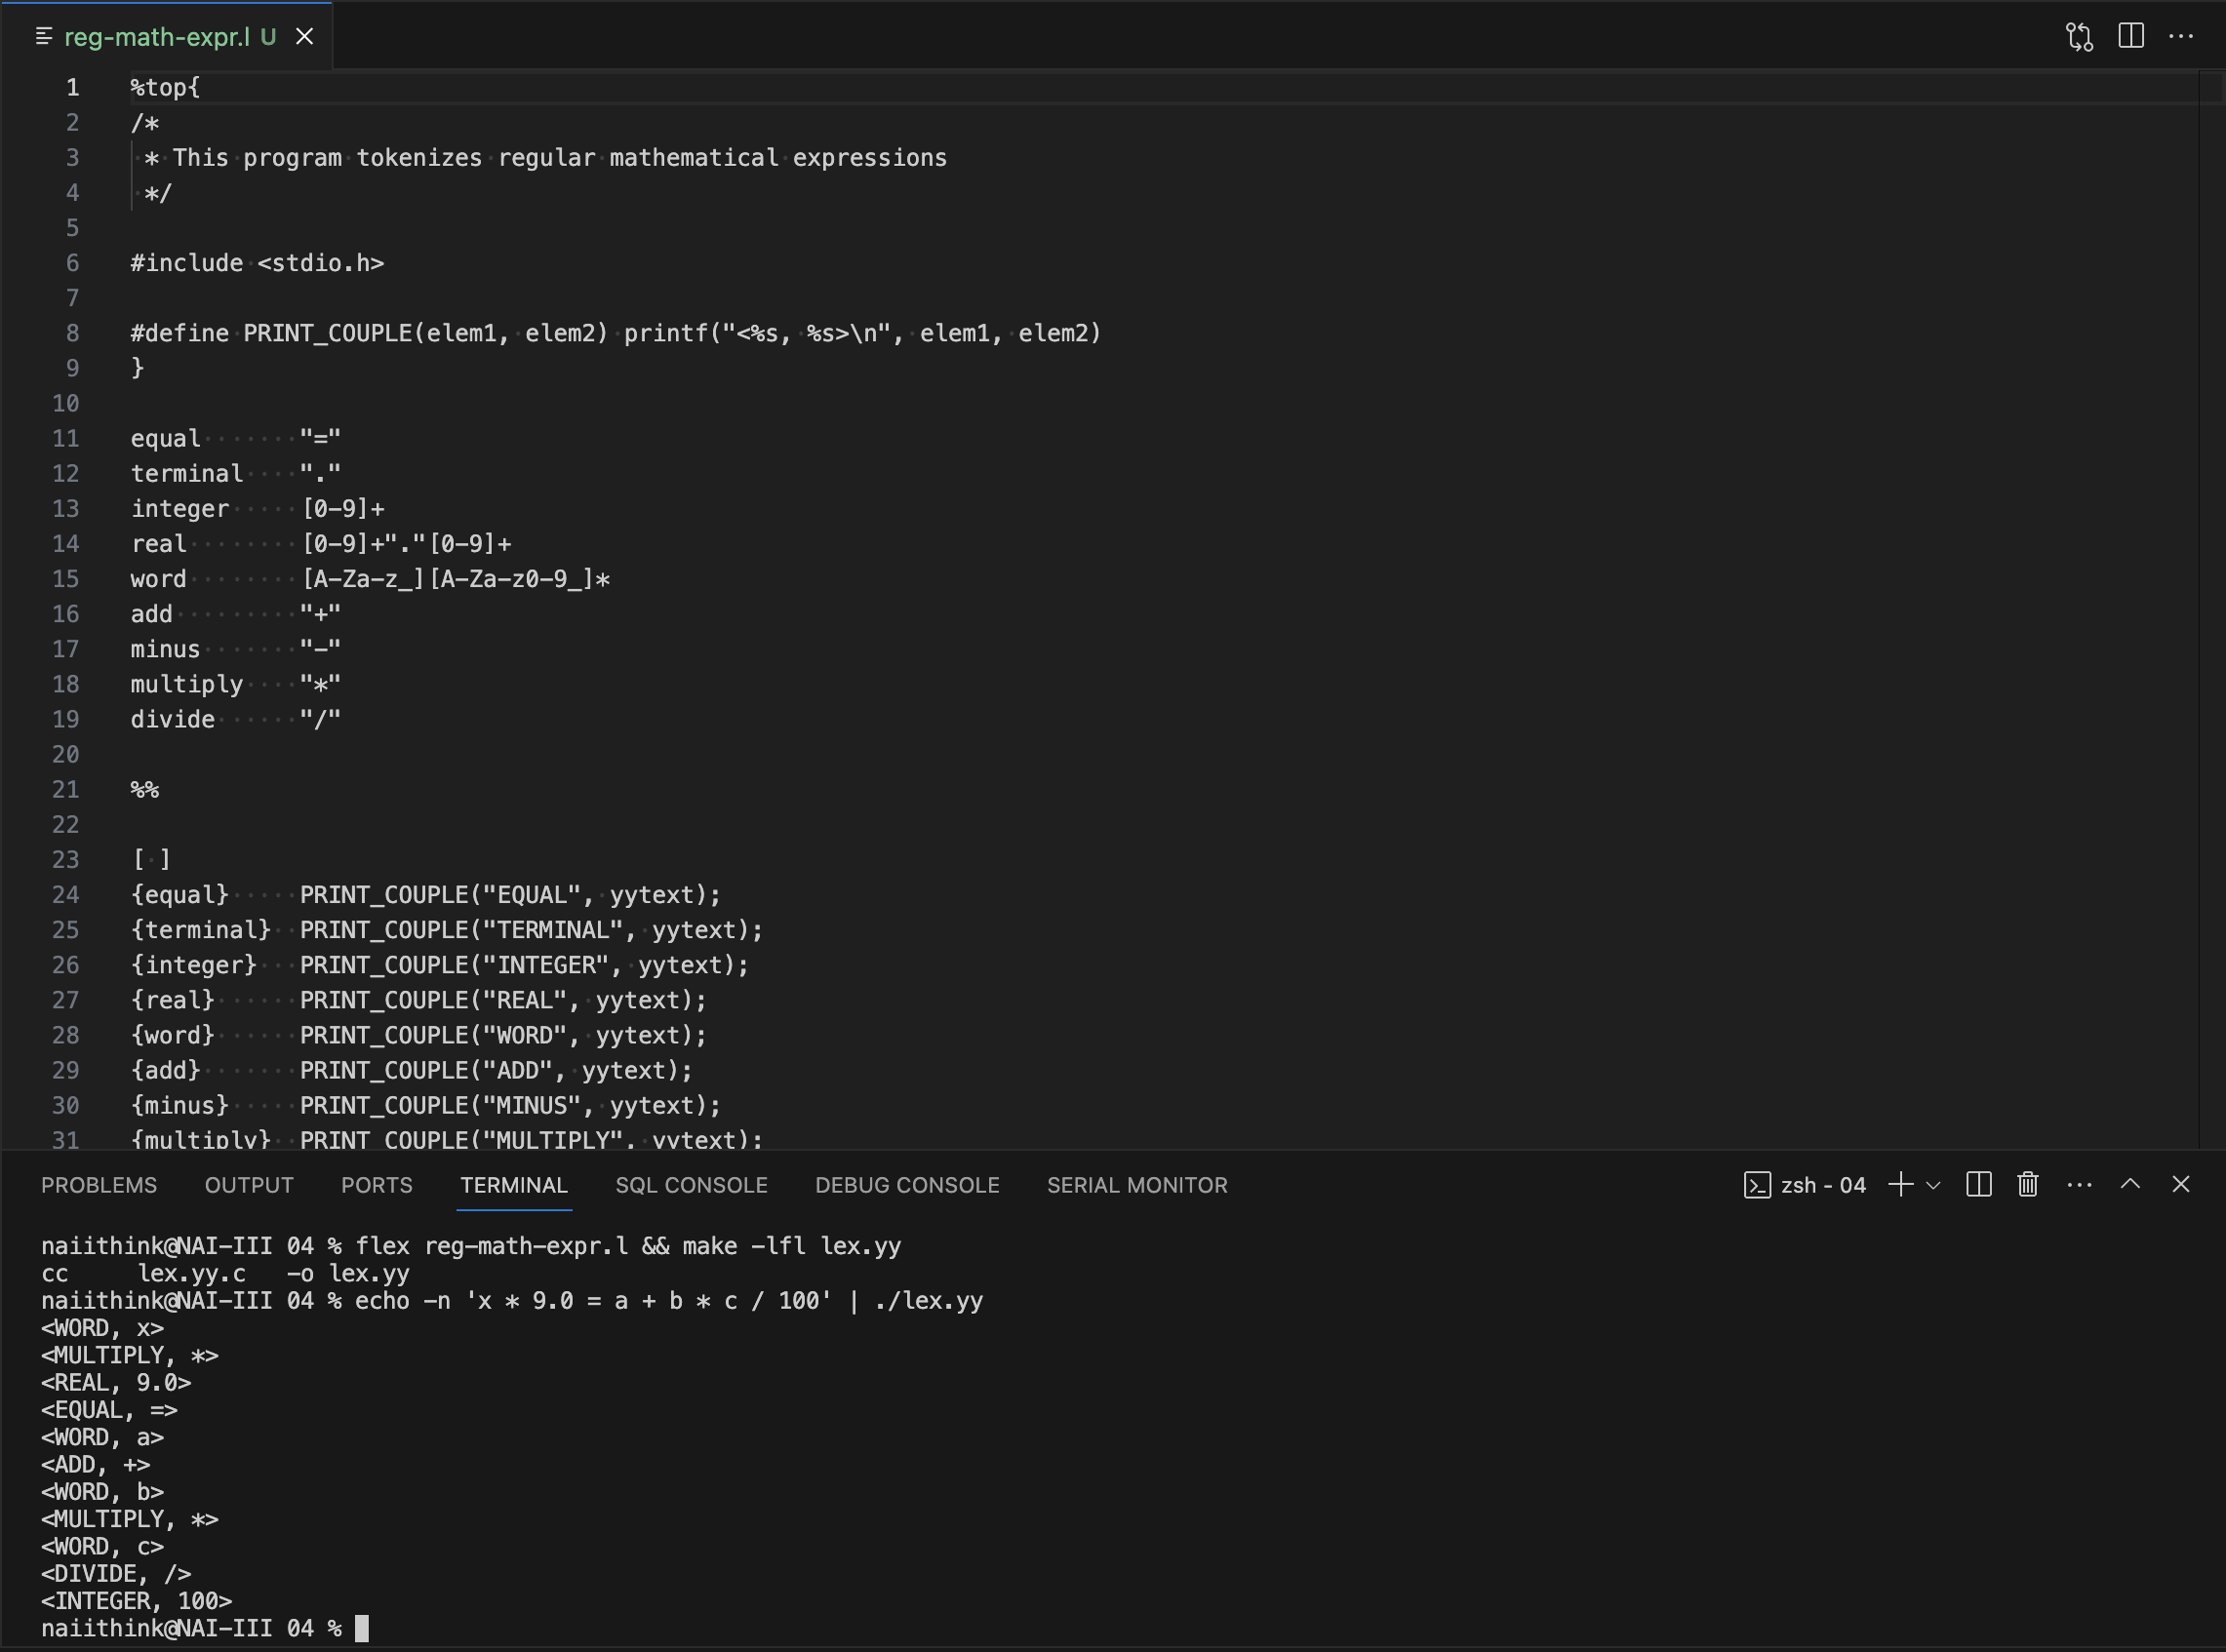 reg-math-expr.l U
1 %top{
2 /*
3  * This program tokenizes regular mathematical expressions
4  */
5
6 #include <stdio.h>
7
8 #define PRINT_COUPLE(elem1, elem2) printf("<%s, %s>\n", elem1, elem2)
9 }
10
11 equal       "="
12 terminal    "."
13 integer     [0-9]+
14 real        [0-9]+"."[0-9]+
15 word        [A-Za-z_][A-Za-z0-9_]*
16 add         "+"
17 minus       "-"
18 multiply    "*"
19 divide      "/"
20
21 %%
22
23 [ ]
24 {equal}     PRINT_COUPLE("EQUAL", yytext);
25 {terminal}  PRINT_COUPLE("TERMINAL", yytext);
26 {integer}   PRINT_COUPLE("INTEGER", yytext);
27 {real}      PRINT_COUPLE("REAL", yytext);
28 {word}      PRINT_COUPLE("WORD", yytext);
29 {add}       PRINT_COUPLE("ADD", yytext);
30 {minus}     PRINT_COUPLE("MINUS", yytext);
31 {multiply}  PRINT_COUPLE("MULTIPLY", yytext);
PROBLEMS OUTPUT PORTS TERMINAL SQL CONSOLE DEBUG CONSOLE SERIAL MONITOR zsh - 04
naiithink@NAI-III 04 % flex reg-math-expr.l && make -lfl lex.yy
cc     lex.yy.c   -o lex.yy
naiithink@NAI-III 04 % echo -n 'x * 9.0 = a + b * c / 100' | ./lex.yy
<WORD, x>
<MULTIPLY, *>
<REAL, 9.0>
<EQUAL, =>
<WORD, a>
<ADD, +>
<WORD, b>
<MULTIPLY, *>
<WORD, c>
<DIVIDE, />
<INTEGER, 100>
naiithink@NAI-III 04 %